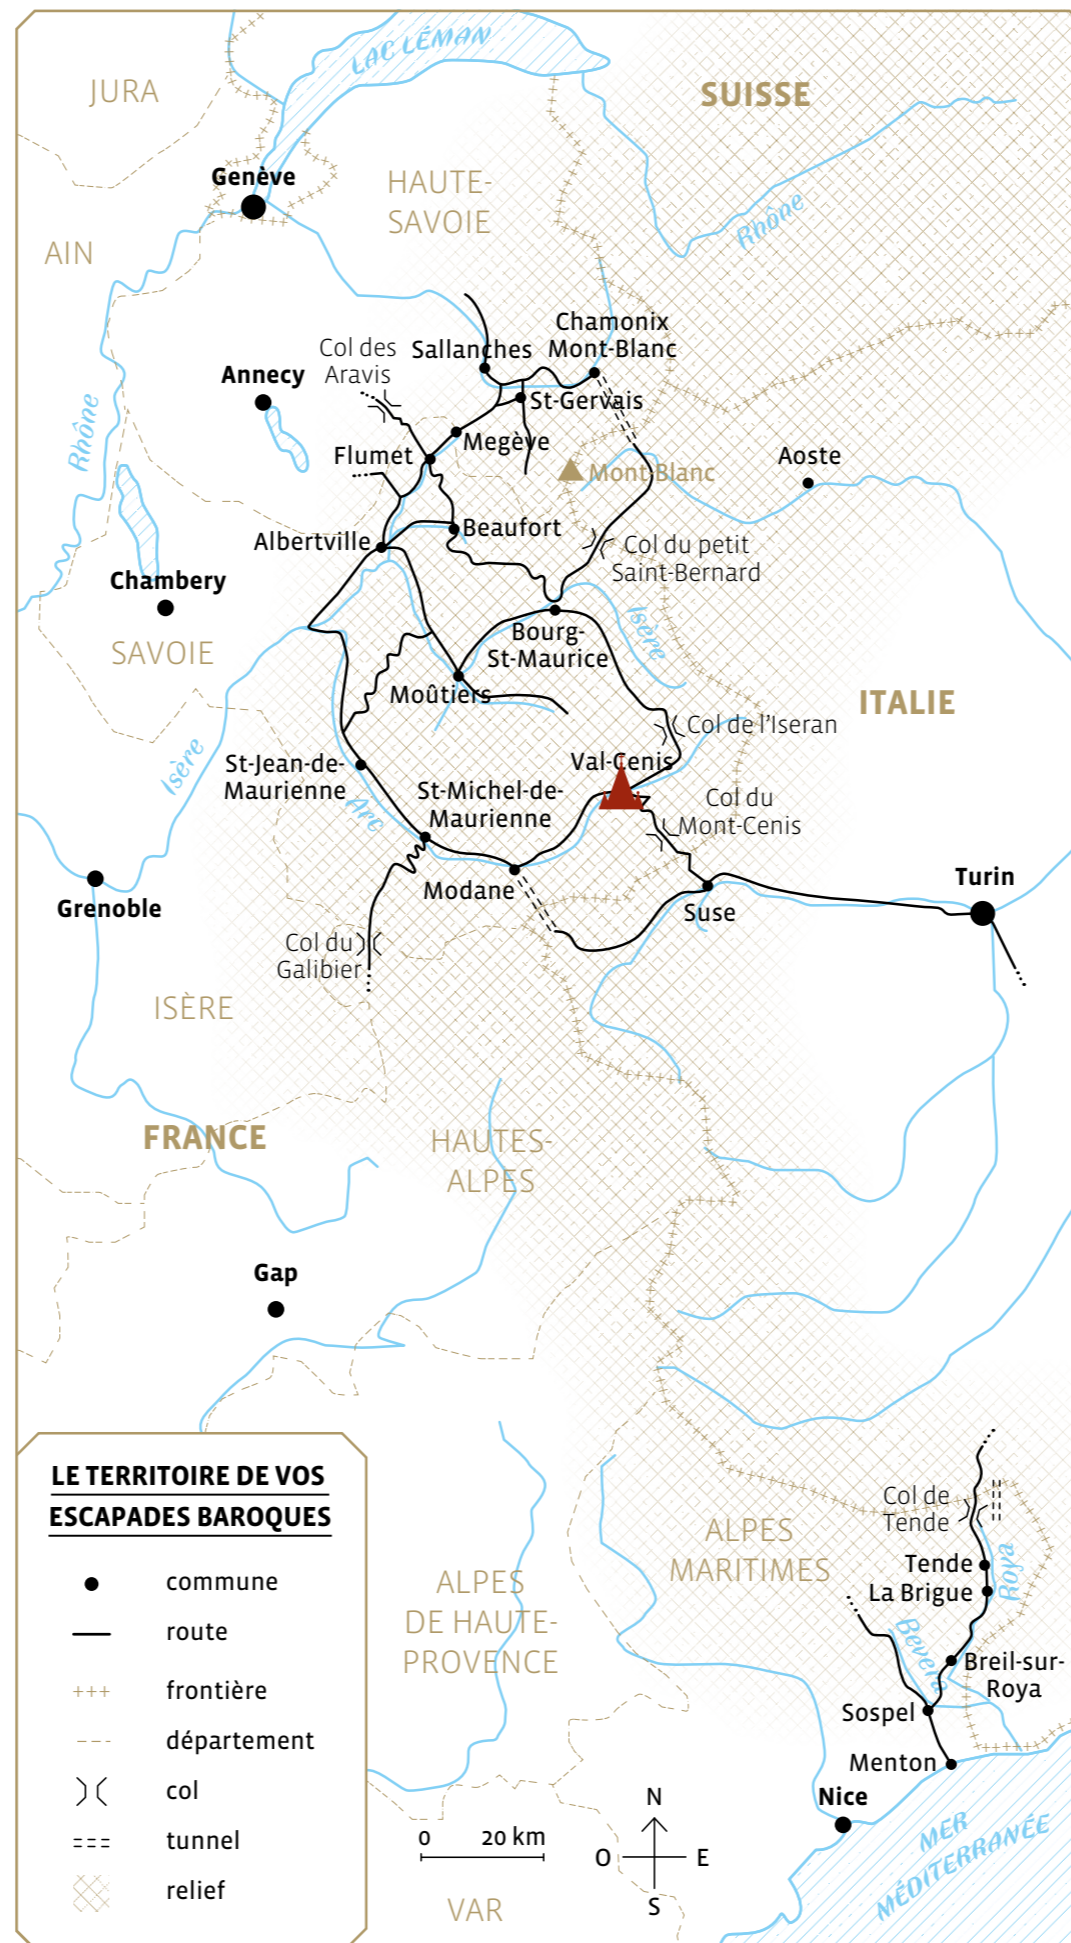 LAC LÉMAN
JURA
SUISSE
Genève
HAUTE-
SAVOIE
AIN
Rhône
Chamonix
Mont-Blanc
Col des
Aravis
Sallanches
Annecy
St-Gervais
Rhône
Megève
Flumet
Mont-Blanc
Aoste
Beaufort
Albertville
Col du petit
Saint-Bernard
Chambery
Isère
Bourg-
St-Maurice
SAVOIE
Moûtiers
ITALIE
Col de l'Iseran
Isère
St-Jean-de-
Maurienne
Val-Cenis
Arc
St-Michel-de-
Maurienne
Col du
Mont-Cenis
Modane
Turin
Grenoble
Suse
Col du
Galibier
ISÈRE
FRANCE
HAUTES-
ALPES
Gap
LE TERRITOIRE DE VOS
ESCAPADES BAROQUES
commune
route
frontière
département
col
tunnel
relief
Col de
Tende
ALPES
MARITIMES
Tende
La Brigue
Roya
ALPES
DE HAUTE-
PROVENCE
Bevera
Breil-sur-
Roya
Sospel
Menton
Nice
MER
MÉDITERRANÉE
0 20 km
N
O E
S
VAR